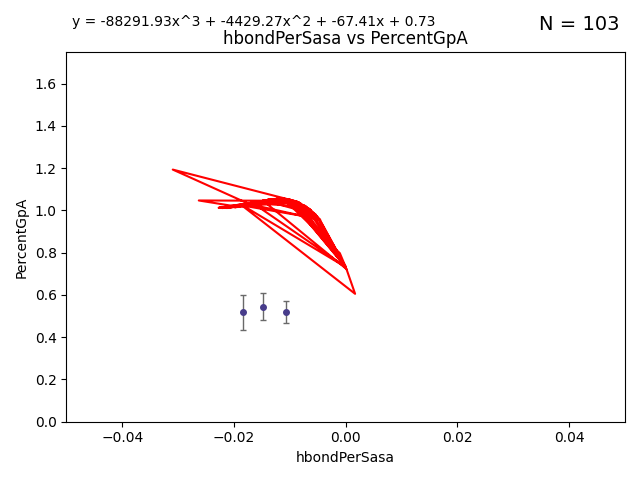 y = -88291.93x^3 + -4429.27x^2 + -67.41x + 0.73
N = 103
hbondPerSasa vs PercentGpA
1.6
1.4
1.2
1.0
0.8
0.6
0.4
0.2
0.0
PercentGpA
−0.04 −0.02 0.00 0.02 0.04
hbondPerSasa